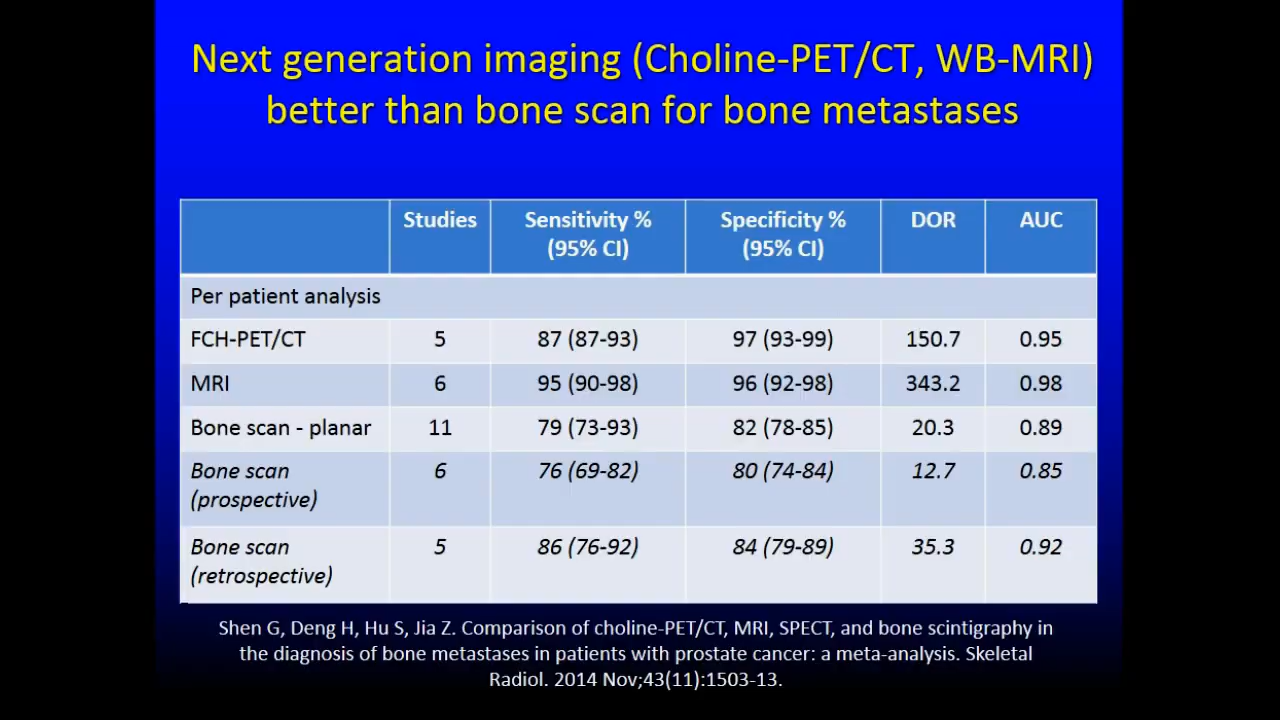 Next generation imaging (Choline-PET/CT, WB-MRI)
better than bone scan for bone metastases
Studies Sensitivity % Specificity % DOR AUC
(95% CI) (95% CI)
Per patient analysis
FCH-PET/CT 5 87 (87-93) 97 (93-99) 150.7 0.95
MRI 6 95 (90-98) 96 (92-98) 343.2 0.98
Bone scan - planar 11 79 (73-93) 82 (78-85) 20.3 0.89
Bone scan 6 76 (69-82) 80 (74-84) 12.7 0.85
(prospective)
Bone scan 5 86 (76-92) 84 (79-89) 35.3 0.92
(retrospective)
Shen G, Deng H, Hu S, Jia Z. Comparison of choline-PET/CT, MRI, SPECT, and bone scintigraphy in
the diagnosis of bone metastases in patients with prostate cancer: a meta-analysis. Skeletal
Radiol. 2014 Nov;43(11):1503-13.